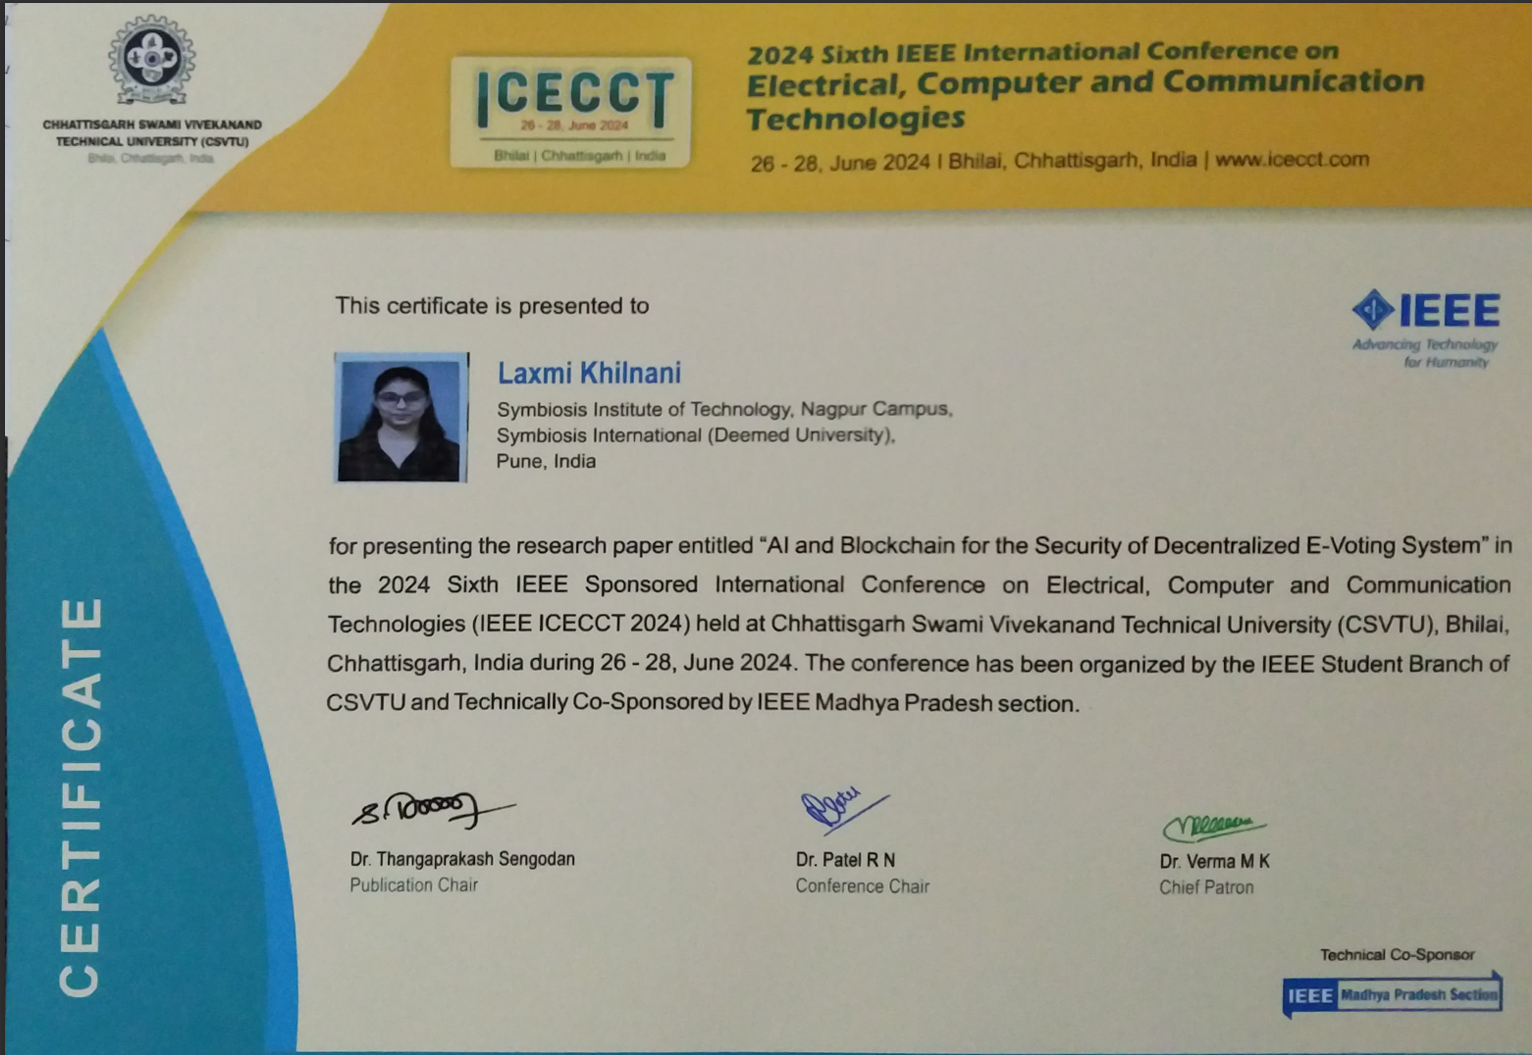 CHHATTISGARH SWAMI VIVEKANAND
TECHNICAL UNIVERSITY (CSVTU)
Bhilai, Chhattisgarh, India
ICECCT
26 - 28, June 2024
Bhilai | Chhattisgarh | India
2024 Sixth IEEE International Conference on
Electrical, Computer and Communication
Technologies
26 - 28, June 2024 I Bhilai, Chhattisgarh, India | www.icecct.com
This certificate is presented to
IEEE
Advancing Technology
for Humanity
Laxmi Khilnani
Symbiosis Institute of Technology, Nagpur Campus,
Symbiosis International (Deemed University),
Pune, India
for presenting the research paper entitled “AI and Blockchain for the Security of Decentralized E-Voting System” in
the 2024 Sixth IEEE Sponsored International Conference on Electrical, Computer and Communication
Technologies (IEEE ICECCT 2024) held at Chhattisgarh Swami Vivekanand Technical University (CSVTU), Bhilai,
Chhattisgarh, India during 26 - 28, June 2024. The conference has been organized by the IEEE Student Branch of
CSVTU and Technically Co-Sponsored by IEEE Madhya Pradesh section.
CERTIFICATE
Dr. Thangaprakash Sengodan
Publication Chair
Dr. Patel R N
Conference Chair
Dr. Verma M K
Chief Patron
Technical Co-Sponsor
IEEE Madhya Pradesh Section